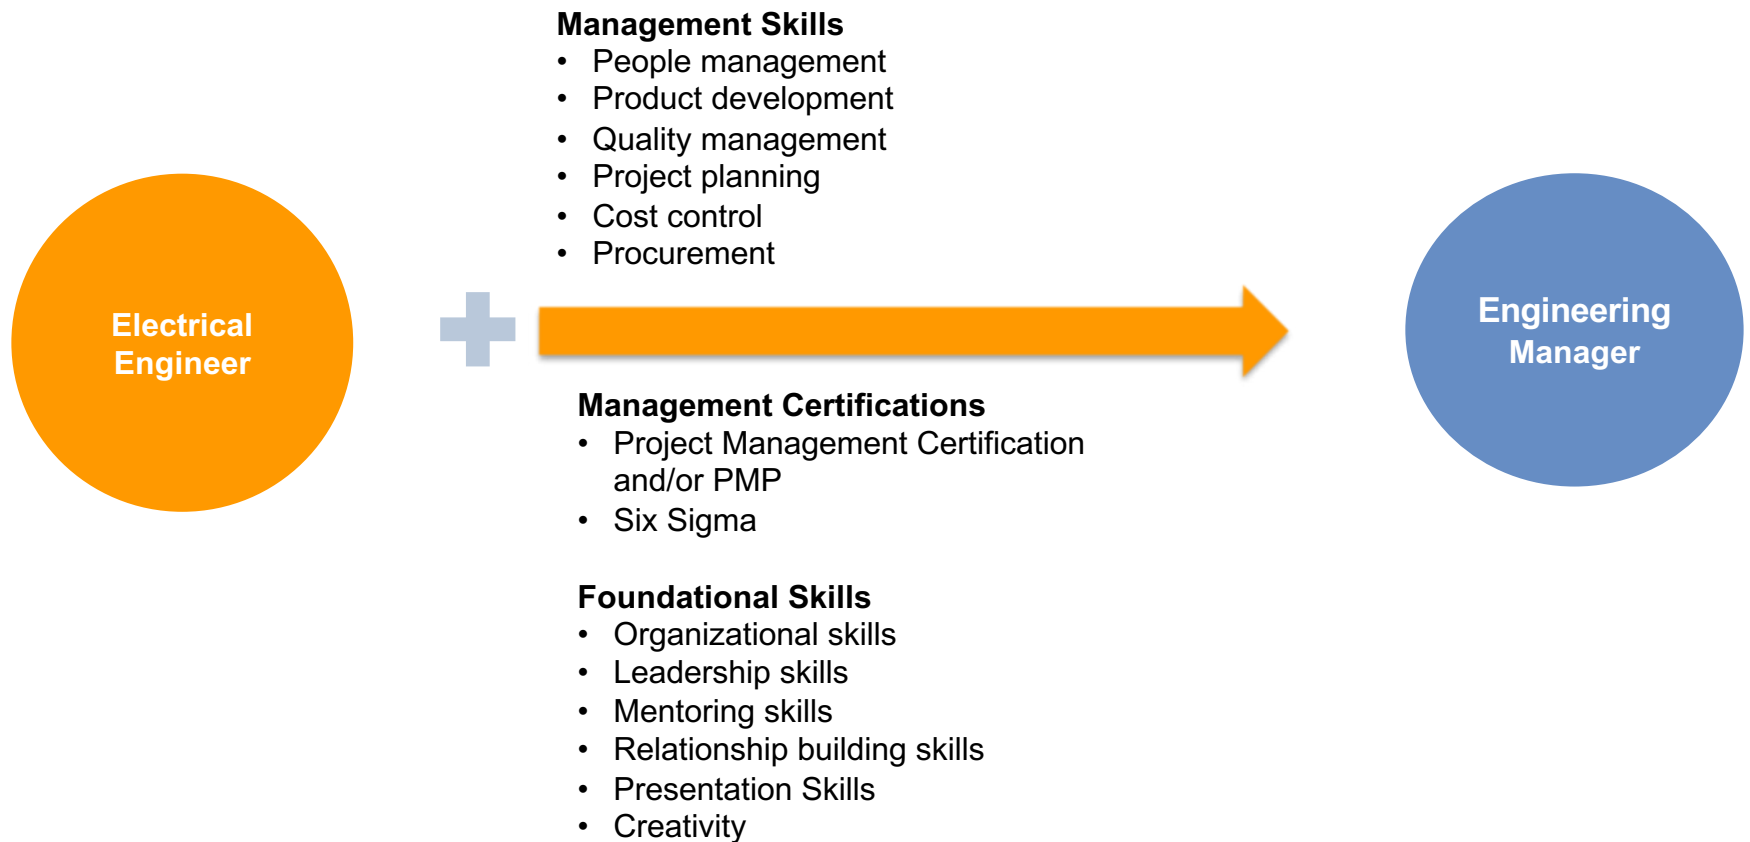 Management Skills
• People management
• Product development
• Quality management
• Project planning
• Cost control
• Procurement
Electrical
Engineer
Engineering
Manager
Management Certifications
• Project Management Certification
and/or PMP
• Six Sigma
Foundational Skills
• Organizational skills
• Leadership skills
• Mentoring skills
• Relationship building skills
• Presentation Skills
• Creativity